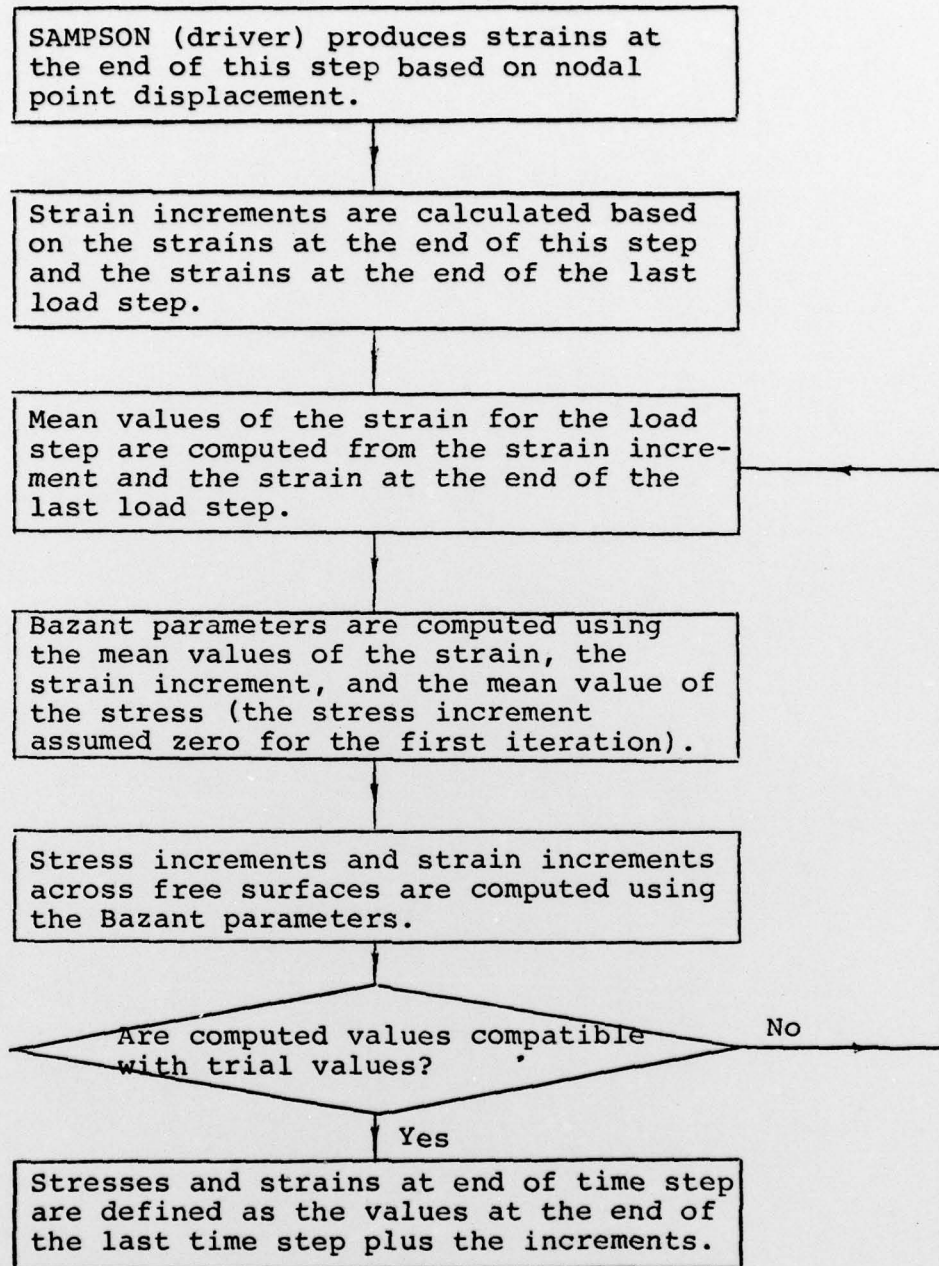 SAMPSON (driver) produces strains at
the end of this step based on nodal
point displacement.
Strain increments are calculated based
on the strains at the end of this step
and the strains at the end of the last
load step.
Mean values of the strain for the load
step are computed from the strain incre-
ment and the strain at the end of the
last load step.
Bazant parameters are computed using
the mean values of the strain, the
strain increment, and the mean value of
the stress (the stress increment
assumed zero for the first iteration).
Stress increments and strain increments
across free surfaces are computed using
the Bazant parameters.
Are computed values compatible
with trial values?
No
Yes
Stresses and strains at end of time step
are defined as the values at the end of
the last time step plus the increments.